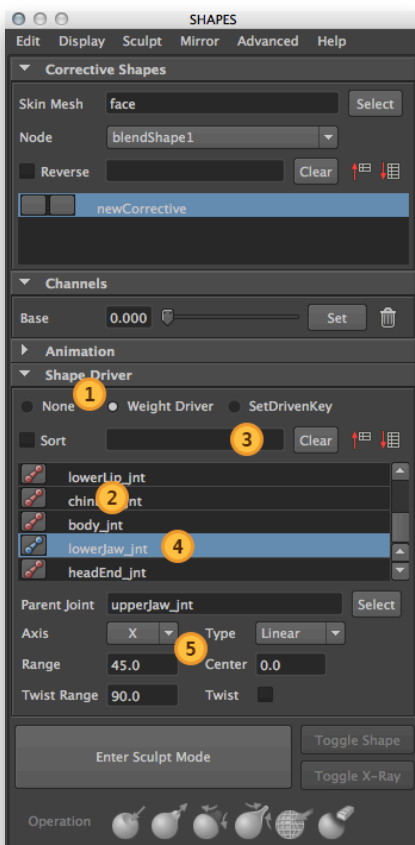 SHAPES
Edit Display Sculpt Mirror Advanced Help
Corrective Shapes
Skin Mesh face Select
Node blendShape1
Reverse Clear
newCorrective
Channels
Base 0.000 Set
Animation
Shape Driver
1
None Weight Driver SetDrivenKey
Sort 3 Clear
lowerLip_jnt
2
body_jnt
lowerJaw_jnt 4
headEnd_jnt
Parent Joint upperJaw_jnt Select
Axis X Type Linear
5
Range 45.0 Center 0.0
Twist Range 90.0 Twist
Enter Sculpt Mode Toggle Shape
Toggle X-Ray
Operation